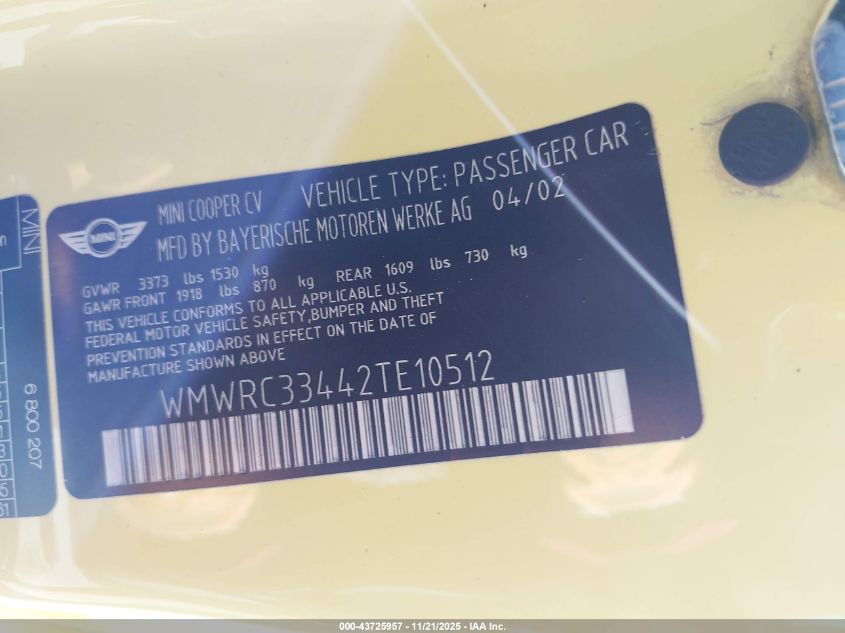 MINI COOPER CV VEHICLE TYPE: PASSENGER CAR
MFD BY BAYERISCHE MOTOREN WERKE AG 04/02
MINI
GVWR 3373 lbs 1530 kg
GAWR FRONT 1918 lbs 870 kg REAR 1609 lbs 730 kg
THIS VEHICLE CONFORMS TO ALL APPLICABLE U.S.
FEDERAL MOTOR VEHICLE SAFETY,BUMPER AND THEFT
PREVENTION STANDARDS IN EFFECT ON THE DATE OF
MANUFACTURE SHOWN ABOVE
WMWRC33442TE10512
MINI
6 800 207
000-43725957 - 11/21/2025 - IAA Inc.